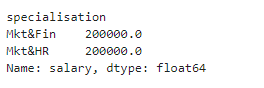 specialisation
Mkt&Fin    200000.0
Mkt&HR     200000.0
Name: salary, dtype: float64